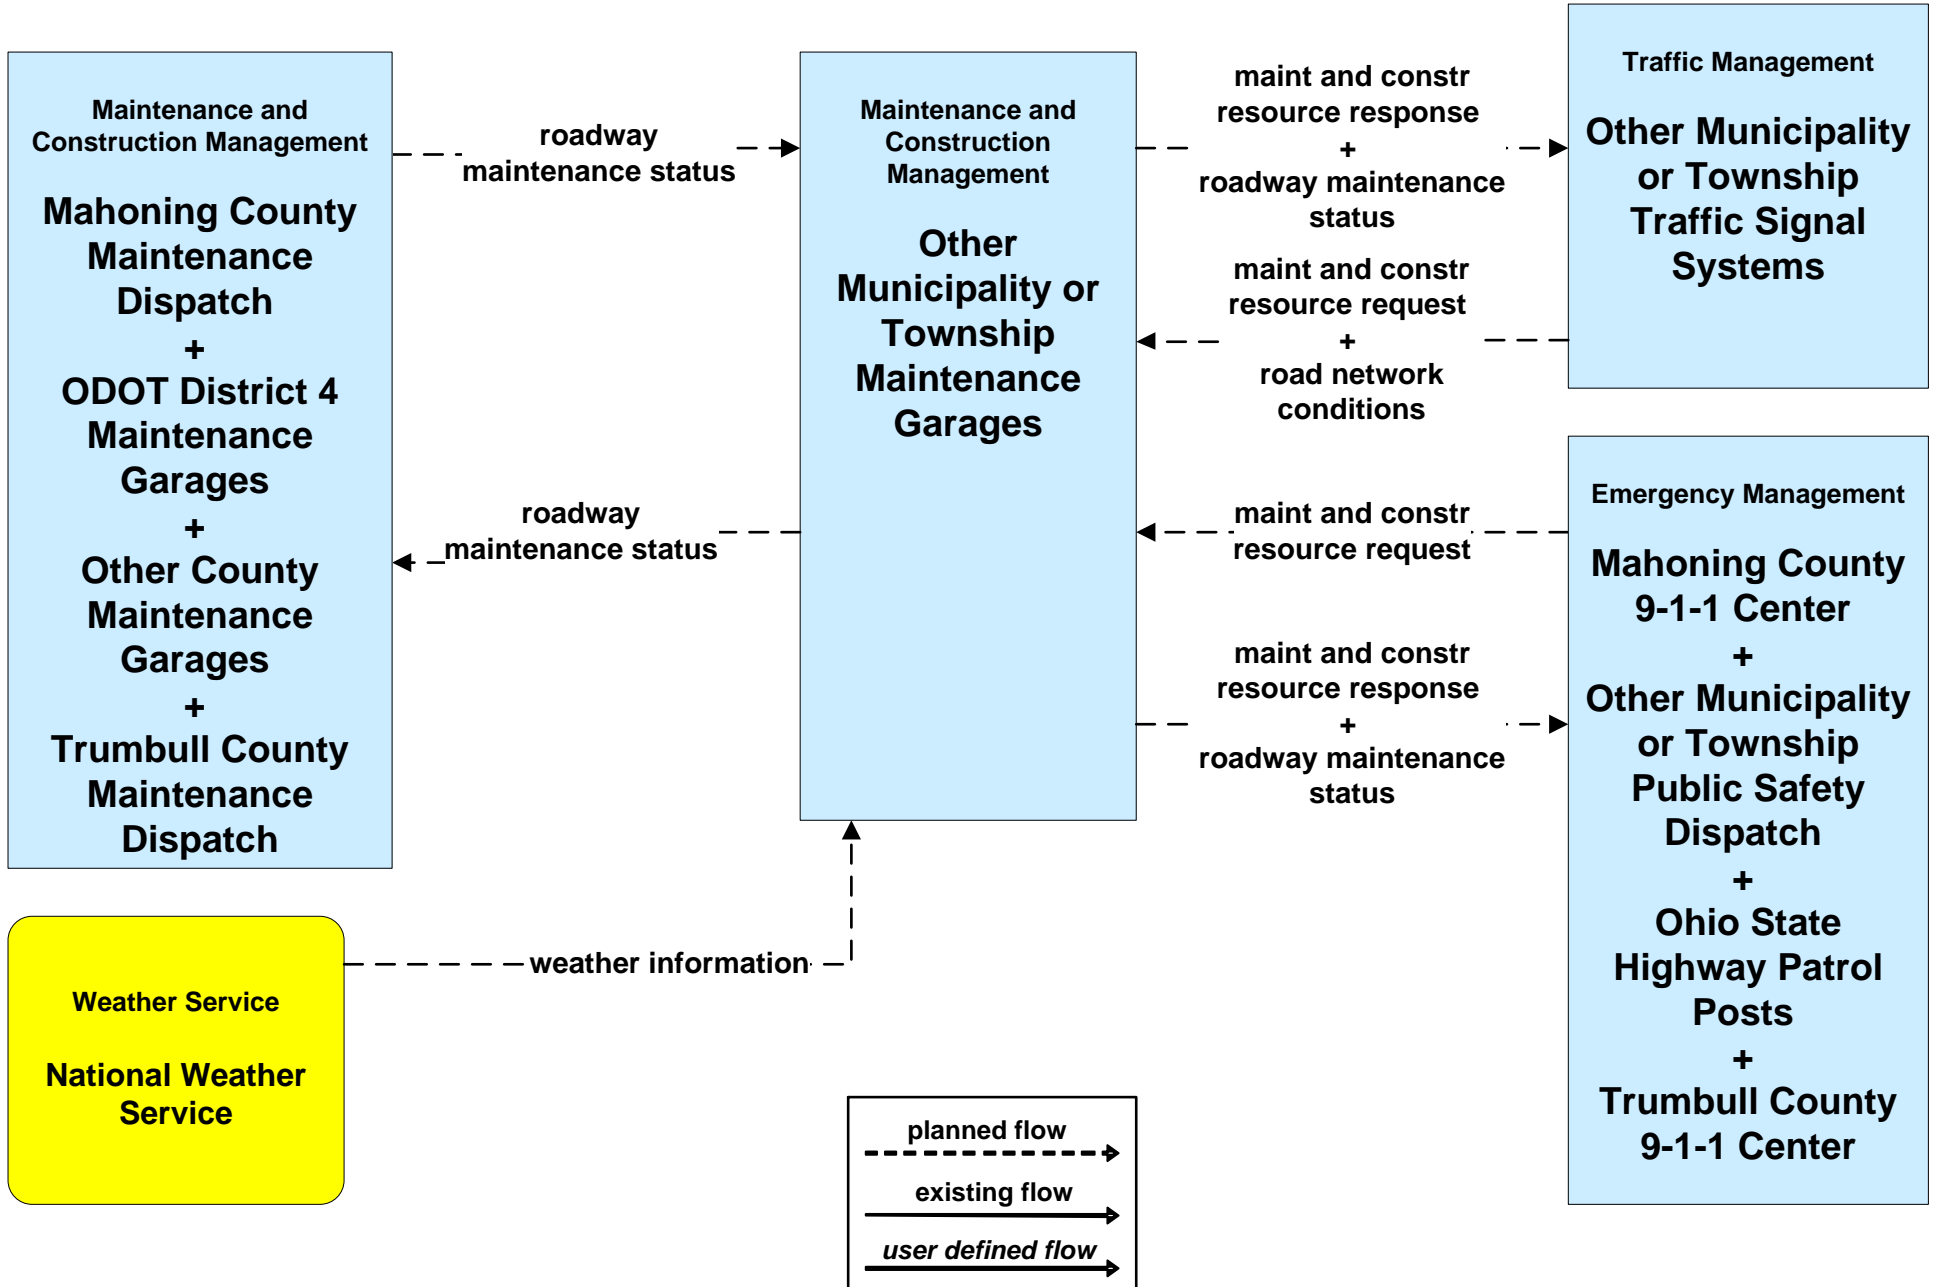 Maintenance and
Construction Management
Mahoning County
Maintenance
Dispatch
+
ODOT District 4
Maintenance
Garages
+
Other County
Maintenance
Garages
+
Trumbull County
Maintenance
Dispatch
roadway
maintenance status
roadway
maintenance status
Maintenance and
Construction
Management
Other
Municipality or
Township
Maintenance
Garages
maint and constr
resource response
+
roadway maintenance
status
maint and constr
resource request
+
road network
conditions
maint and constr
resource request
maint and constr
resource response
+
roadway maintenance
status
Traffic Management
Other Municipality
or Township
Traffic Signal
Systems
Emergency Management
Mahoning County
9-1-1 Center
+
Other Municipality
or Township
Public Safety
Dispatch
+
Ohio State
Highway Patrol
Posts
+
Trumbull County
9-1-1 Center
Weather Service
National Weather
Service
weather information
planned flow
existing flow
user defined flow